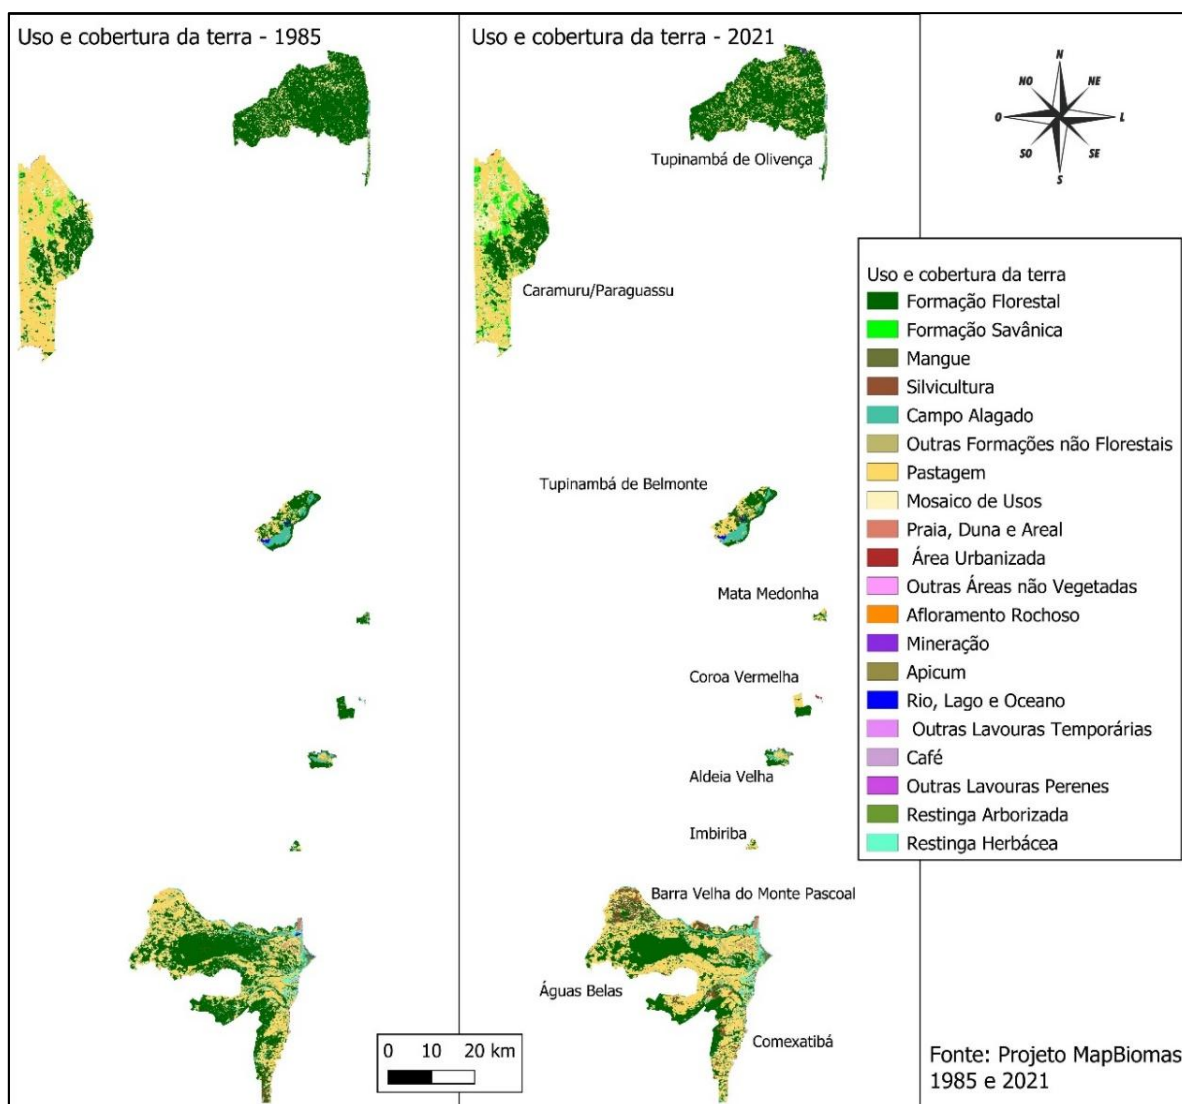 Uso e cobertura da terra - 1985
Uso e cobertura da terra - 2021
N
NO
NE
O
L
SO
SE
S
Tupinambá de Olivença
Caramuru/Paraguassu
Tupinambá de Belmonte
Mata Medonha
Coroa Vermelha
Aldeia Velha
Imbiriba
Barra Velha do Monte Pascoal
Águas Belas
Comexatibá
Uso e cobertura da terra
Formação Florestal
Formação Savânica
Mangue
Silvicultura
Campo Alagado
Outras Formações não Florestais
Pastagem
Mosaico de Usos
Praia, Duna e Areal
Área Urbanizada
Outras Áreas não Vegetadas
Afloramento Rochoso
Mineração
Apicum
Rio, Lago e Oceano
Outras Lavouras Temporárias
Café
Outras Lavouras Perenes
Restinga Arborizada
Restinga Herbácea
0 10 20 km
Fonte: Projeto MapBiomas
1985 e 2021